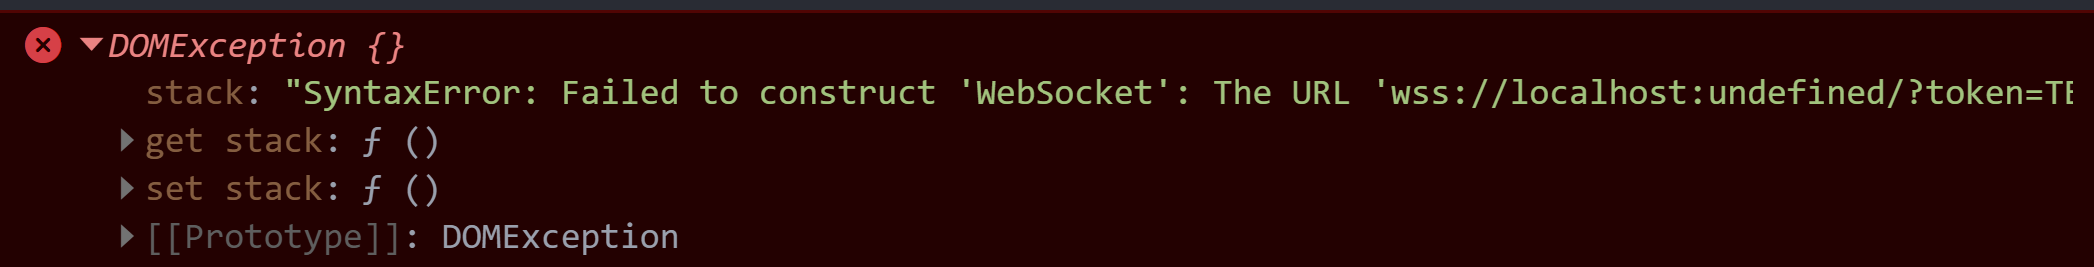 DOMException {}
stack: "SyntaxError: Failed to construct 'WebSocket': The URL 'wss://localhost:undefined/?token=TE
get stack: ƒ ()
set stack: ƒ ()
[[Prototype]]: DOMException